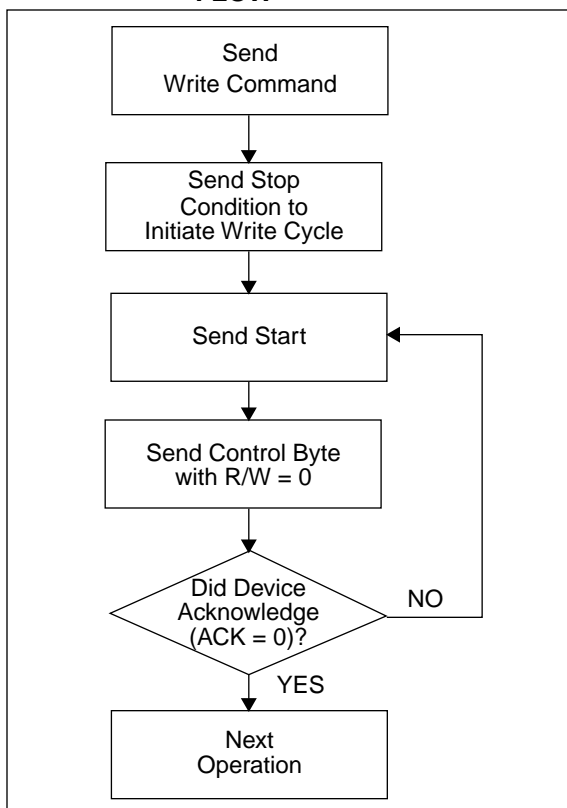 FLOW
Send
Write Command
Send Stop
Condition to
Initiate Write Cycle
Send Start
Send Control Byte
with R/W = 0
Did Device
Acknowledge
(ACK = 0)?
NO
YES
Next
Operation